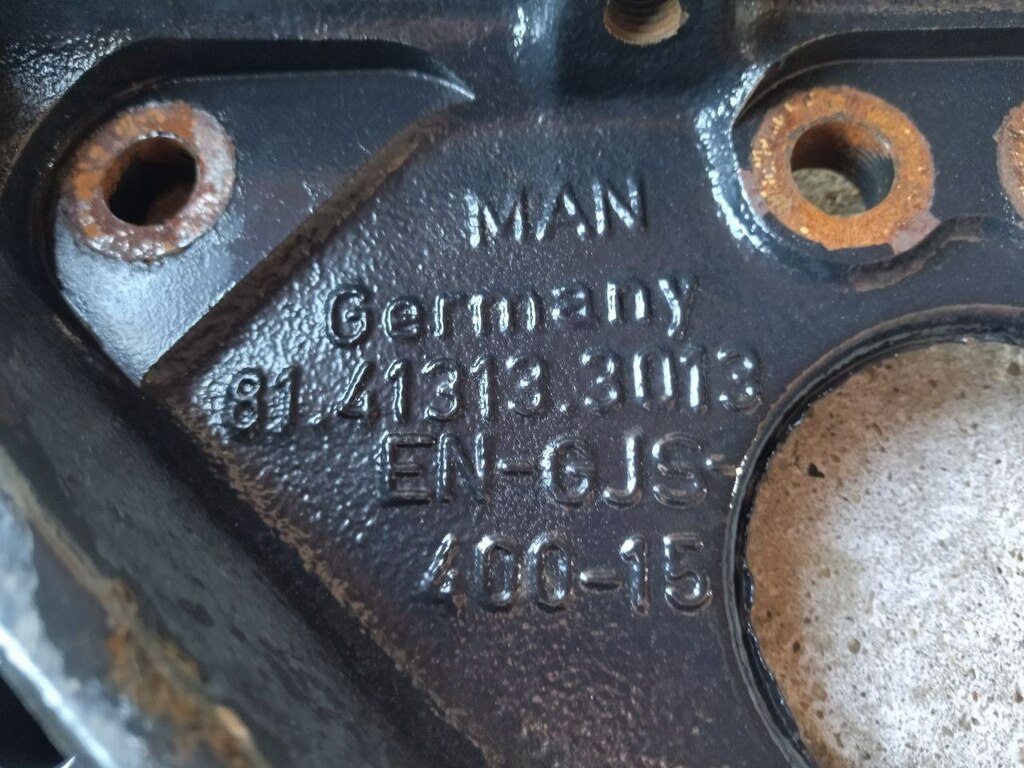 MAN
Germany
81.41313.3013
EN-GJS-
400-15